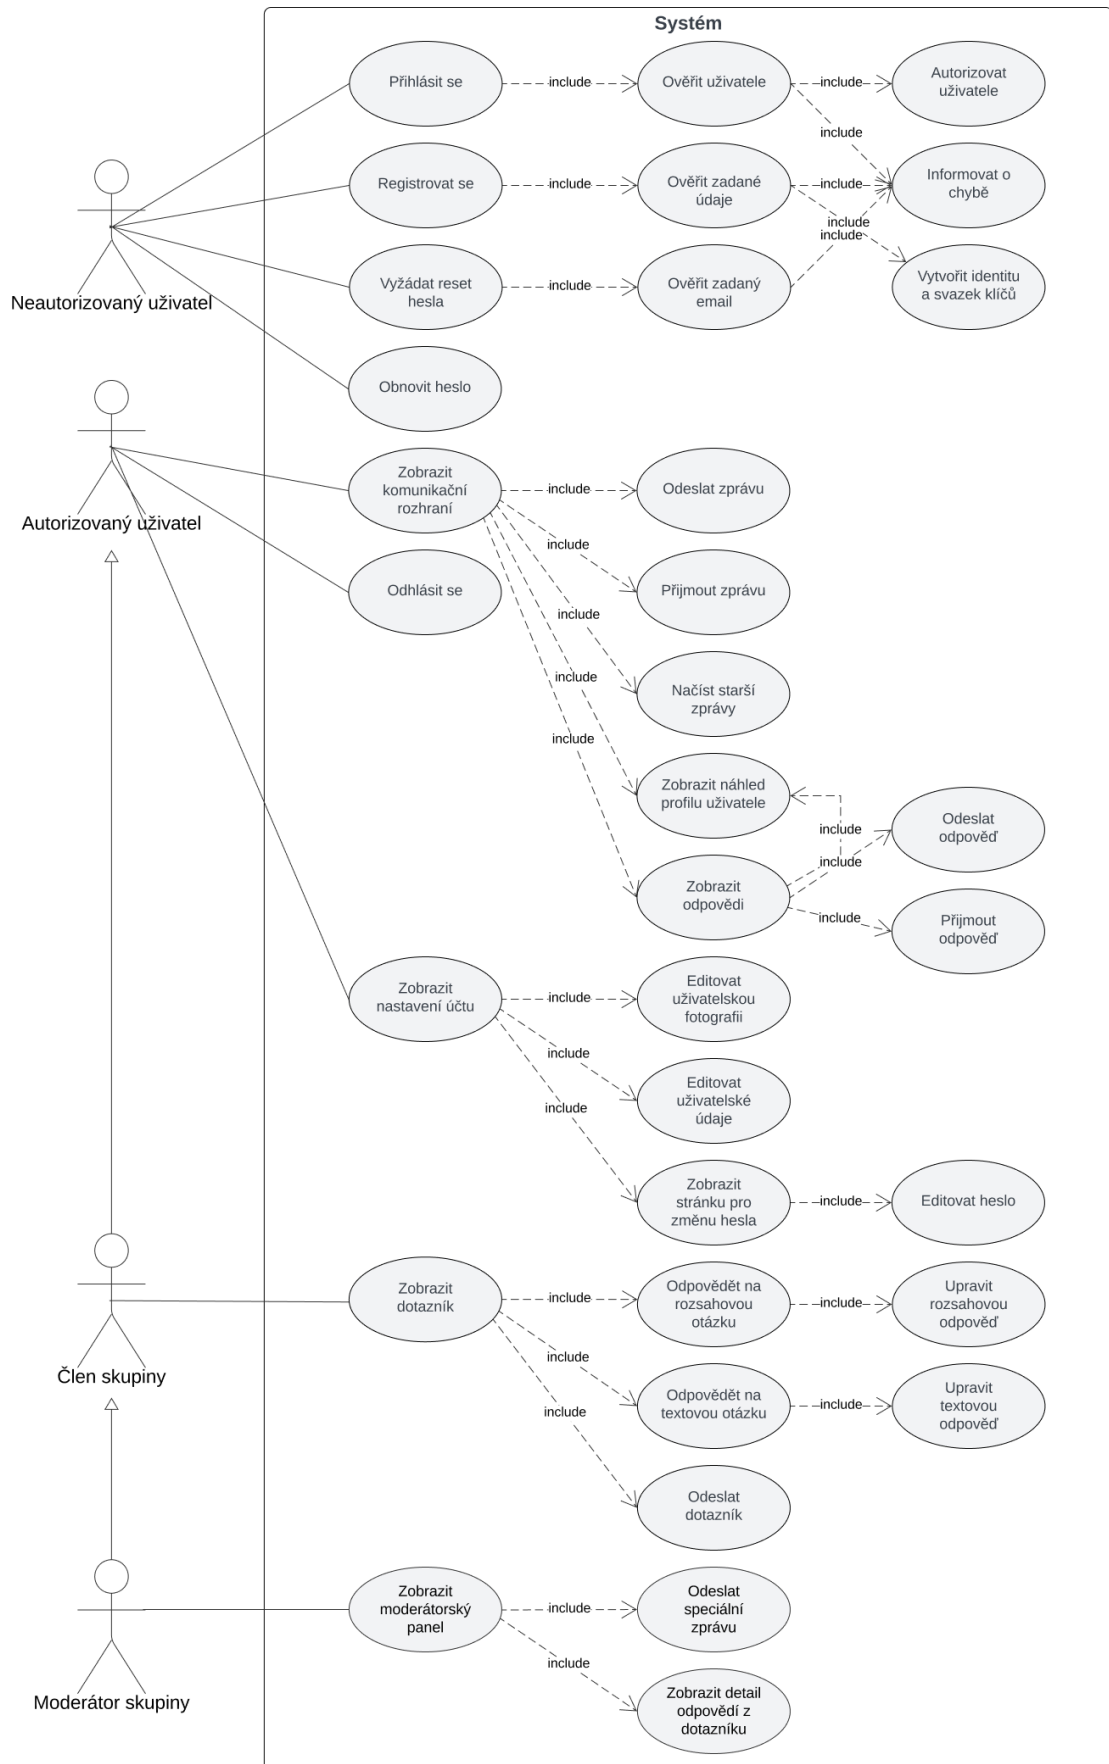 Systém
Přihlásit se
include
Ověřit uživatele
include
Autorizovat
uživatele
include
Registrovat se
include
Ověřit zadané
údaje
include
Informovat o
chybě
include
include
Neautorizovaný uživatel
Vyžádát reset
hesla
include
Ověřit zadaný
email
Vytvořit identitu
a svazek klíčů
Obnovit heslo
Autorizovaný uživatel
Zobrazit
komunikační
rozhraní
include
Odeslat zprávu
include
Odhlásit se
Přijmout zprávu
include
Načíst starší
zprávy
include
include
Zobrazit náhled
profilu uživatele
include
Odeslat
odpověď
include
Zobrazit
odpovědi
include
Přijmout
odpověď
Zobrazit
nastavení účtu
include
Editovat
uživatelskou
fotografii
include
Editovat
uživatelské
údaje
include
Zobrazit
stránku pro
změnu hesla
include
Editovat heslo
Člen skupiny
Zobrazit
dotazník
include
Odpovědět na
rozsahovou
otázku
include
Upravit
rozsahovou
odpověď
include
Odpovědět na
textovou otázku
include
Upravit
textovou
odpověď
include
Odeslat
dotazník
Moderátor skupiny
Zobrazit
moderátorský
panel
include
Odeslat
speciální
zprávu
include
Zobrazit detail
odpovědí z
dotazníku